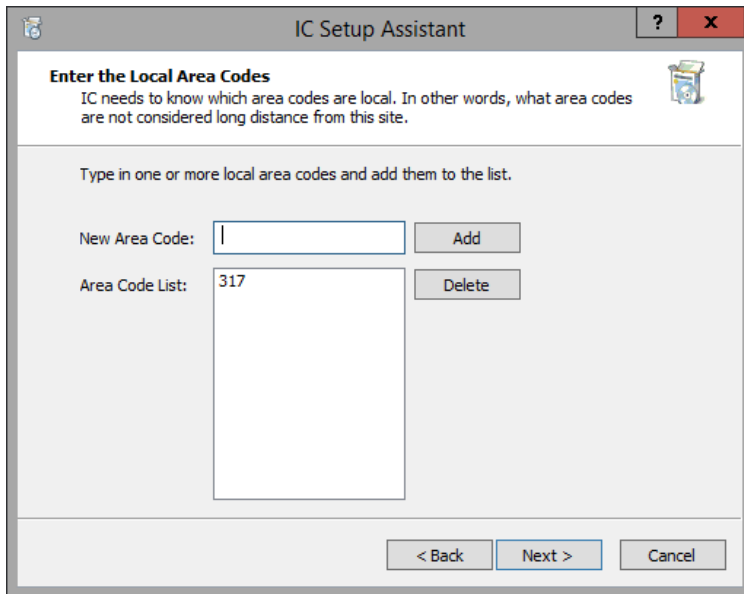 IC Setup Assistant
?
x
Enter the Local Area Codes
IC needs to know which area codes are local. In other words, what area codes
are not considered long distance from this site.
Type in one or more local area codes and add them to the list.
New Area Code:
Add
Area Code List:
317
Delete
< Back
Next >
Cancel